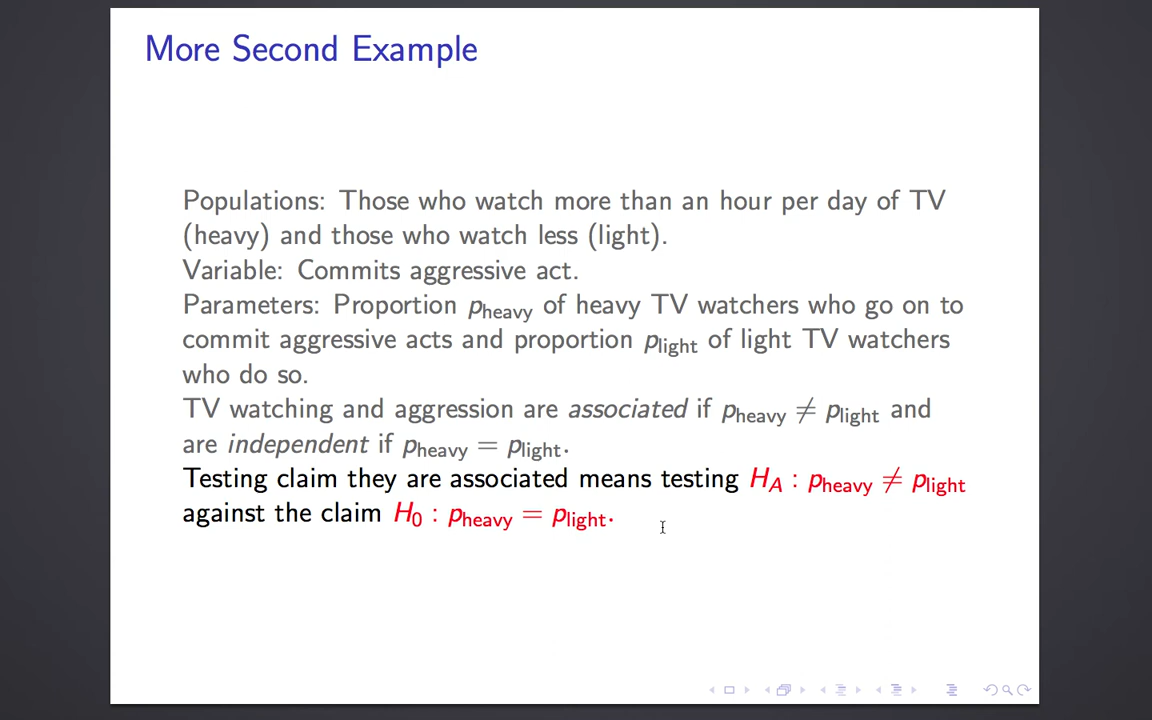 More Second Example
Populations: Those who watch more than an hour per day of TV
(heavy) and those who watch less (light).
Variable: Commits aggressive act.
Parameters: Proportion p_heavy of heavy TV watchers who go on to
commit aggressive acts and proportion p_light of light TV watchers
who do so.
TV watching and aggression are associated if p_heavy ≠ p_light and
are independent if p_heavy = p_light.
Testing claim they are associated means testing H_A : p_heavy ≠ p_light
against the claim H_0 : p_heavy = p_light.